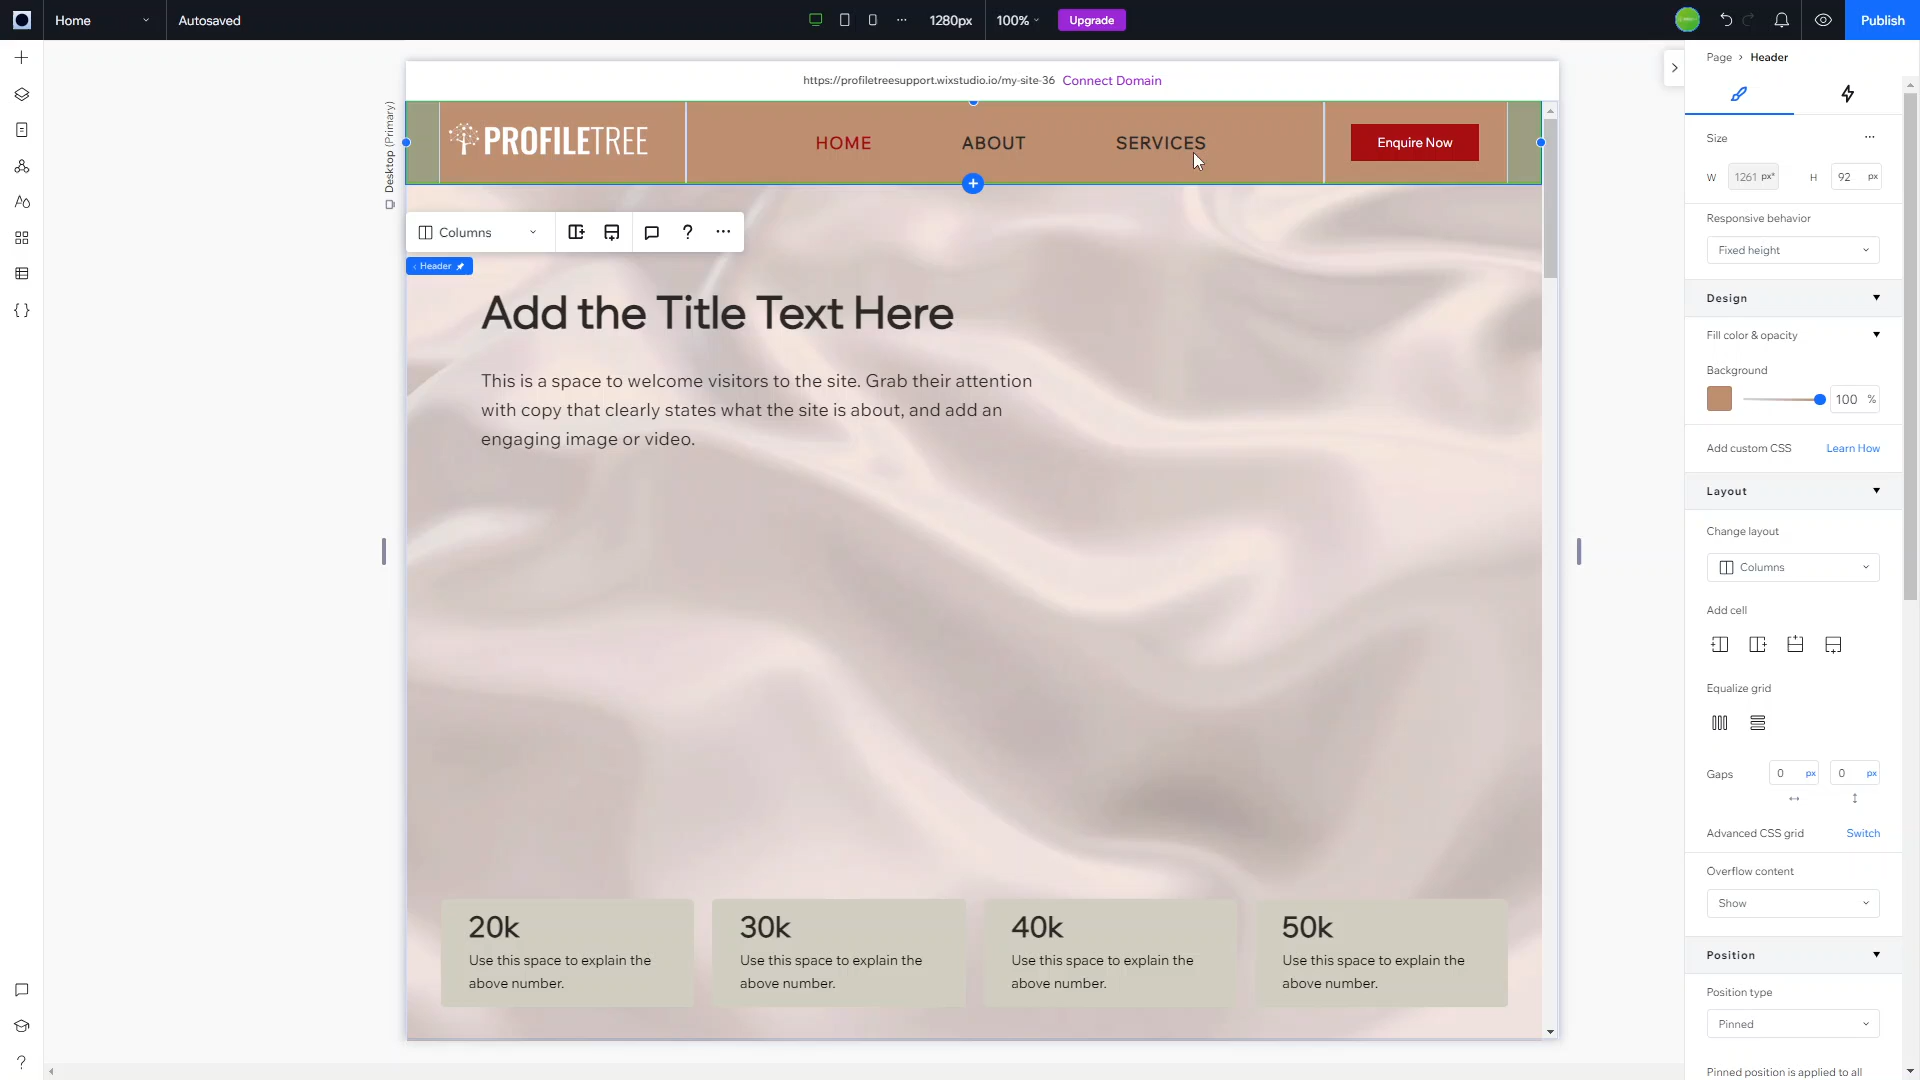 Home
Autosaved
1280px
100%
Upgrade
Publish
https://profiletreesupport.wixstudio.io/my-site-36 Connect Domain
Desktop (Primary)
PROFILETREE
HOME
ABOUT
SERVICES
Enquire Now
Columns
Header
Add the Title Text Here
This is a space to welcome visitors to the site. Grab their attention
with copy that clearly states what the site is about, and add an
engaging image or video.
20k
Use this space to explain the
above number.
30k
Use this space to explain the
above number.
40k
Use this space to explain the
above number.
50k
Use this space to explain the
above number.
Page > Header
Size
W 1261 px* H 92 px
Responsive behavior
Fixed height
Design
Fill color & opacity
Background
100 %
Add custom CSS Learn How
Layout
Change layout
Columns
Add cell
Equalize grid
Gaps 0 px 0 px
Advanced CSS grid Switch
Overflow content
Show
Position
Position type
Pinned
Pinned position is applied to all